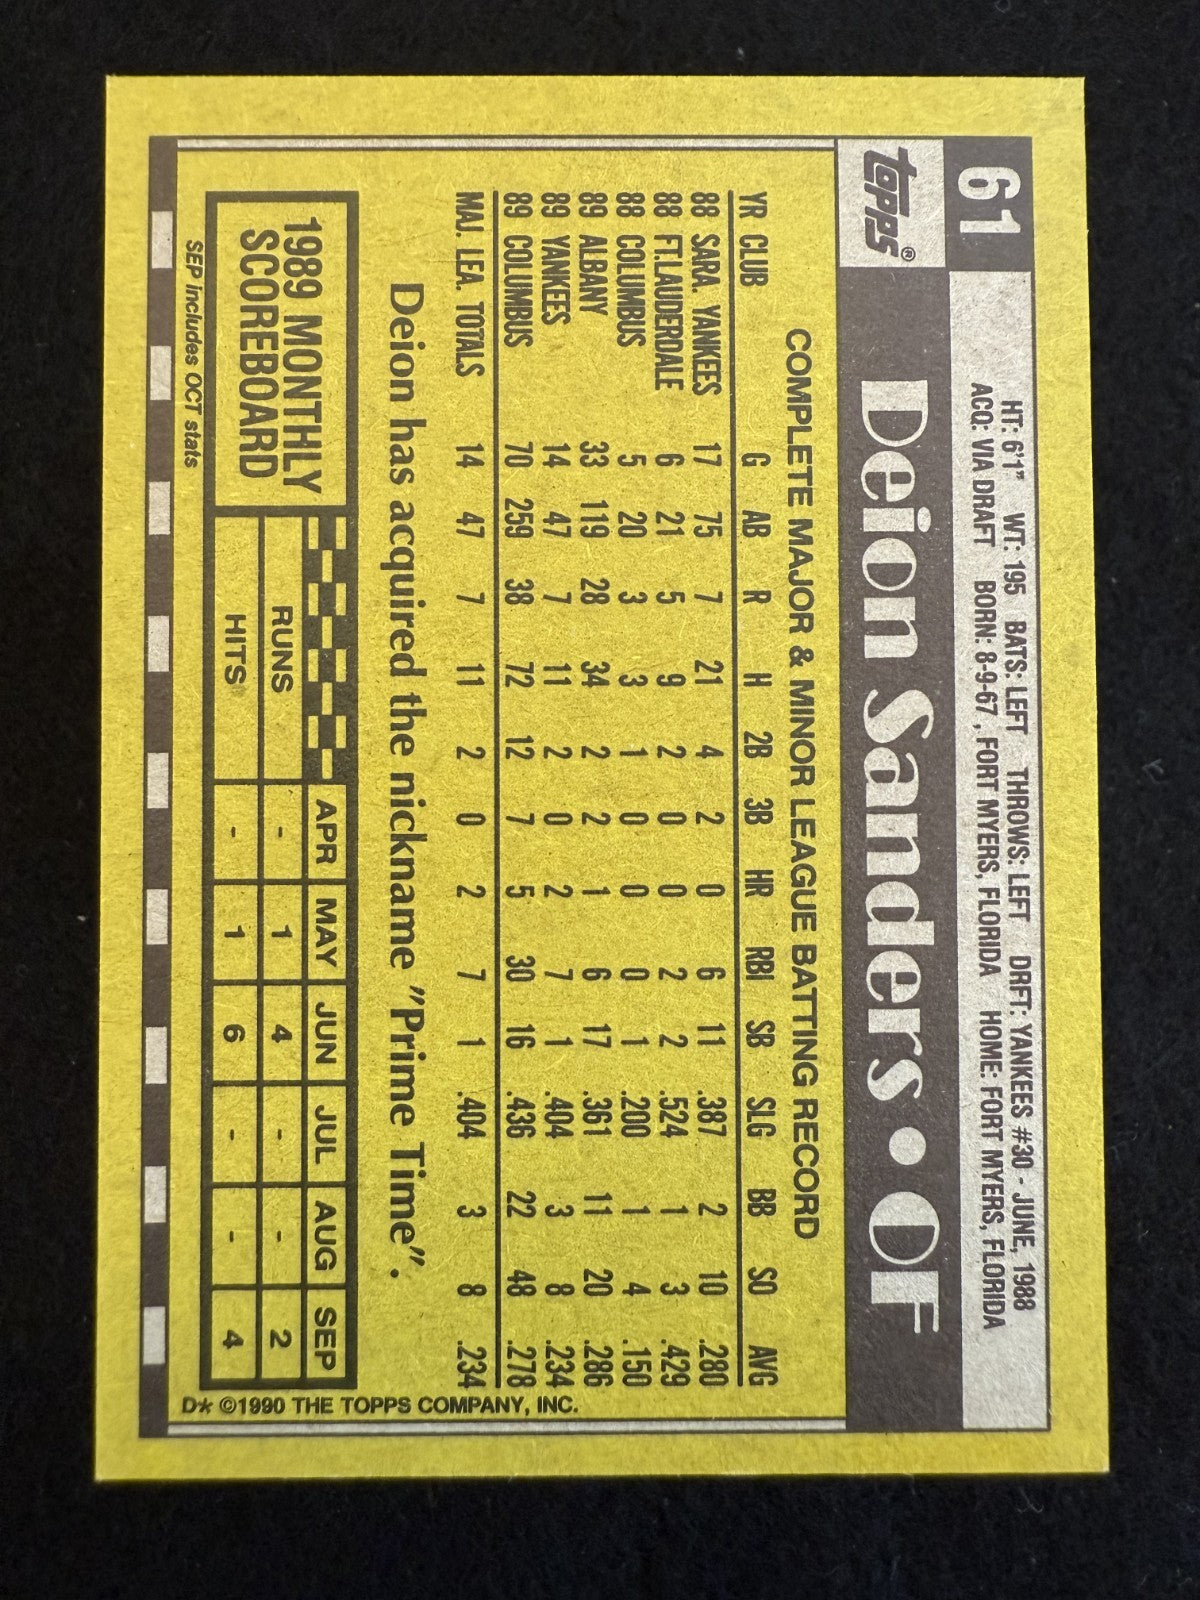 61
HT: 6'1" WT: 195 BATS: LEFT THROWS: LEFT DRFT: YANKEES #30 - JUNE, 1988
ACQ: VIA DRAFT BORN: 8-9-67, FORT MYERS, FLORIDA HOME: FORT MYERS, FLORIDA
TOPPS® Deion Sanders • OF
COMPLETE MAJOR & MINOR LEAGUE BATTING RECORD
YR CLUB G AB R H 2B 3B HR RBI SB SLG BB SO AVG
88 SARA. YANKEES 17 75 7 21 4 2 0 6 11 .387 2 10 .280
88 FT.LAUDERDALE 6 21 5 9 2 0 0 2 2 .524 1 3 .429
88 COLUMBUS 5 20 3 3 1 0 0 0 1 .200 1 4 .150
89 ALBANY 33 119 28 34 2 2 1 6 17 .361 11 20 .286
89 YANKEES 14 47 7 11 2 0 2 7 1 .404 3 8 .234
89 COLUMBUS 70 259 38 72 12 7 5 30 16 .436 22 48 .278
MAJ. LEA. TOTALS 14 47 7 11 2 0 2 7 1 .404 3 8 .234
Deion has acquired the nickname "Prime Time".
1989 MONTHLY
SCOREBOARD
APR MAY JUN JUL AUG SEP
RUNS - 1 4 - - 2
HITS - 1 6 - - 4
SEP includes OCT stats
D* ©1990 THE TOPPS COMPANY, INC.